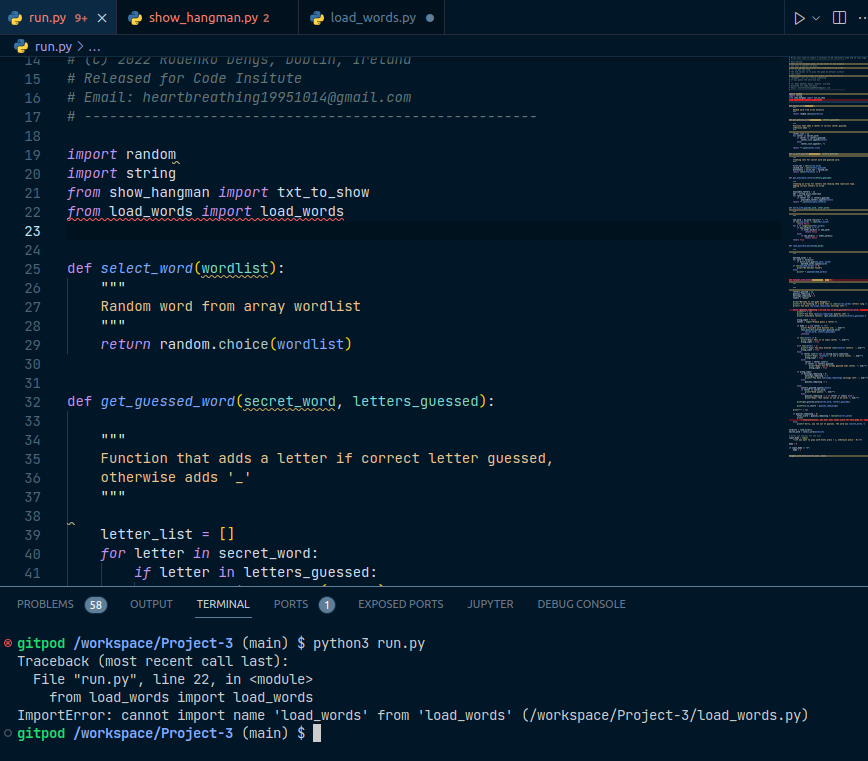 run.py 9+ ×
show_hangman.py 2
load_words.py
run.py > ...
14 # (C) 2022 Rudenko Denys, Dublin, Ireland
15 # Released for Code Insitute
16 # Email: heartbreathing19951014@gmail.com
17 # ------------------------------------------------------
18
19 import random
20 import string
21 from show_hangman import txt_to_show
22 from load_words import load_words
23
24
25 def select_word(wordlist):
26 """
27 Random word from array wordlist
28 """
29 return random.choice(wordlist)
30
31
32 def get_guessed_word(secret_word, letters_guessed):
33
34 """
35 Function that adds a letter if correct letter guessed,
36 otherwise adds '_'
37 """
38
39 letter_list = []
40 for letter in secret_word:
41 if letter in letters_guessed:
PROBLEMS 58 OUTPUT TERMINAL PORTS 1 EXPOSED PORTS JUPYTER DEBUG CONSOLE
gitpod /workspace/Project-3 (main) $ python3 run.py
Traceback (most recent call last):
File "run.py", line 22, in <module>
from load_words import load_words
ImportError: cannot import name 'load_words' from 'load_words' (/workspace/Project-3/load_words.py)
gitpod /workspace/Project-3 (main) $